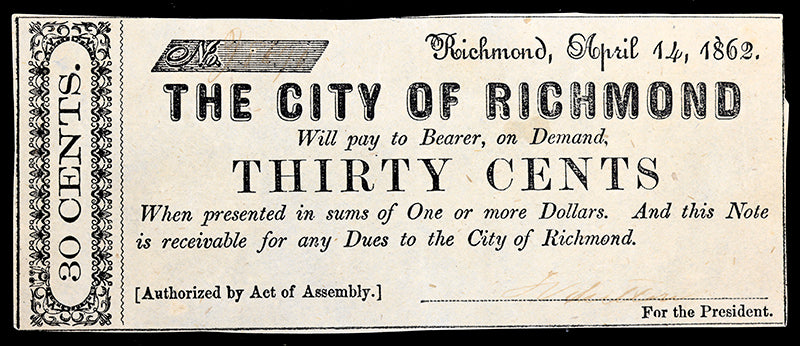 30 CENTS.
No.
Richmond, April 14, 1862.
THE CITY OF RICHMOND
Will pay to Bearer, on Demand,
THIRTY CENTS
When presented in sums of One or more Dollars. And this Note
is receivable for any Dues to the City of Richmond.
[Authorized by Act of Assembly.]
For the President.